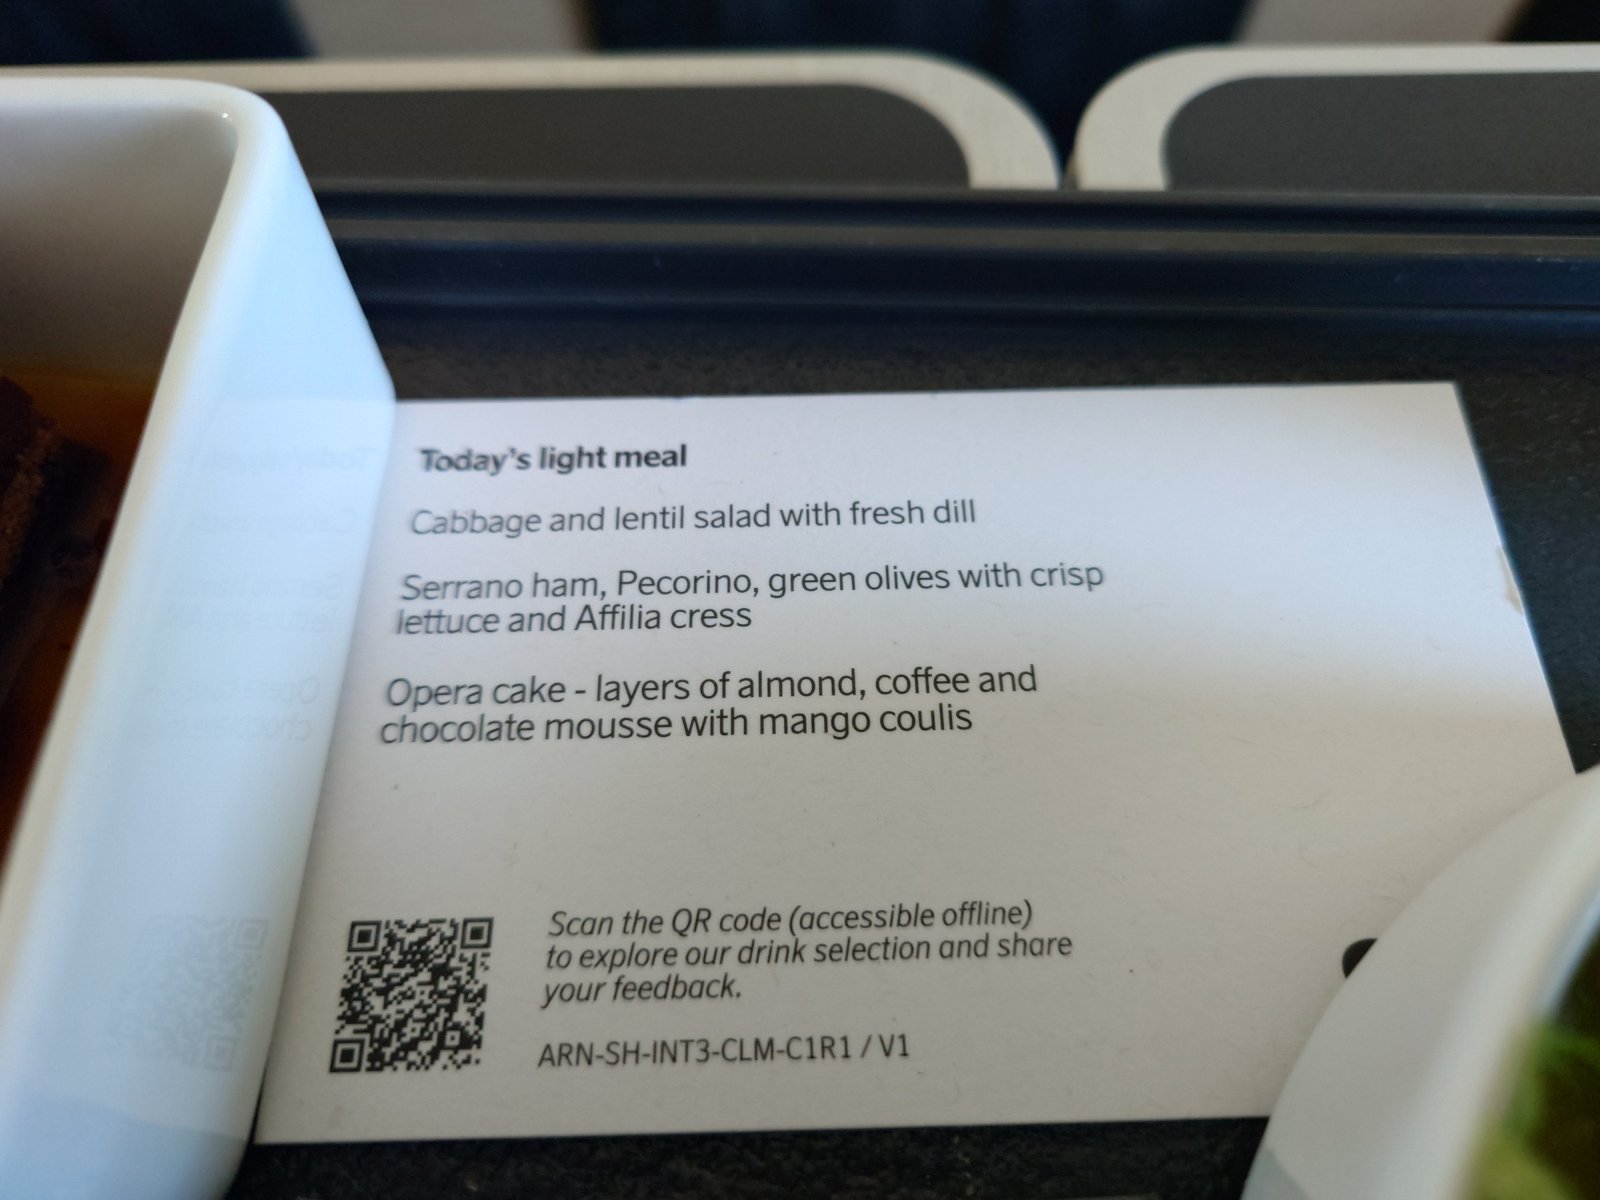 Today's light meal
Cabbage and lentil salad with fresh dill
Serrano ham, Pecorino, green olives with crisp
lettuce and Affilia cress
Opera cake - layers of almond, coffee and
chocolate mousse with mango coulis
Scan the QR code (accessible offline)
to explore our drink selection and share
your feedback.
ARN-SH-INT3-CLM-C1R1 / V1